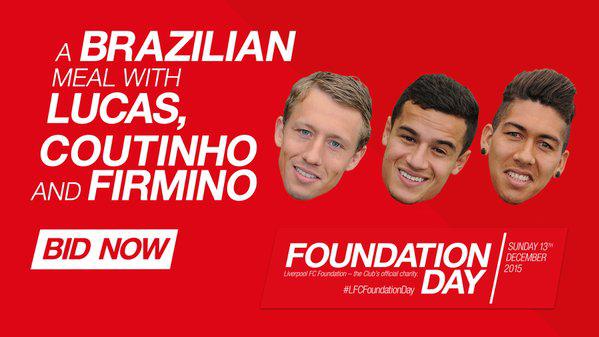 A BRAZILIAN
MEAL WITH
LUCAS,
COUTINHO
AND FIRMINO
BID NOW
FOUNDATION
Liverpool FC Foundation – the Club's official charity.
DAY
#LFCFoundationDay
SUNDAY 13TH
DECEMBER
2015